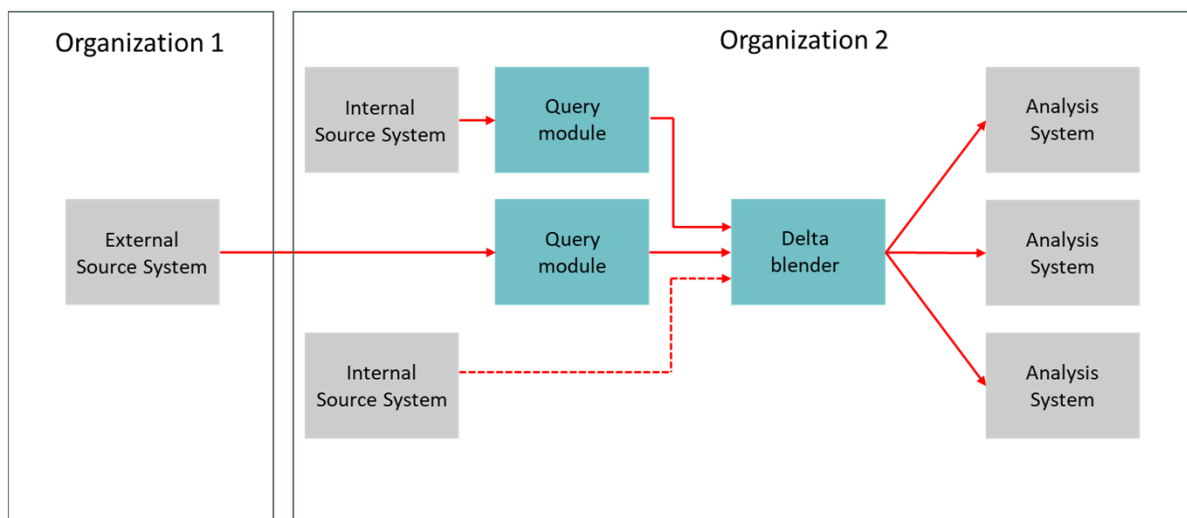 Organization 1
Organization 2
Internal
Source System
Query
module
Analysis
System
External
Source System
Query
module
Delta
blender
Analysis
System
Internal
Source System
Analysis
System